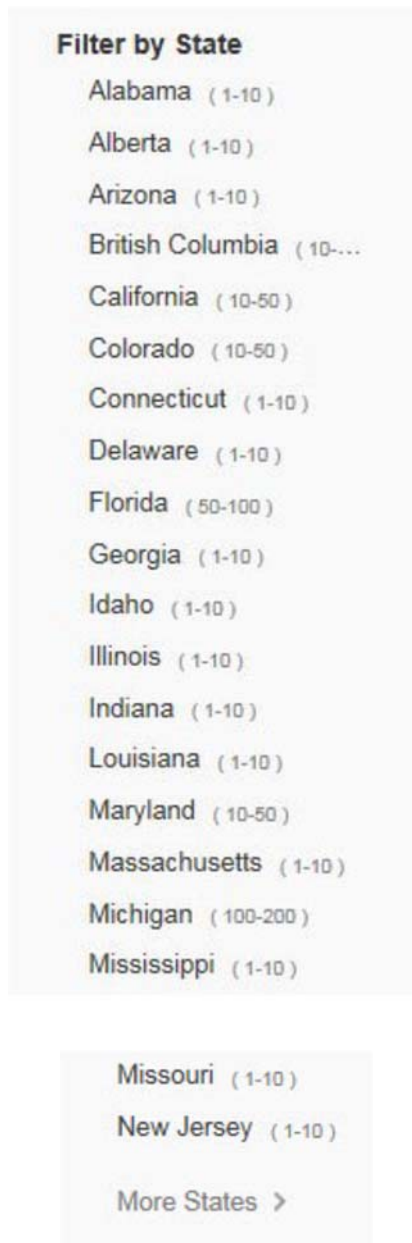 Filter by State
Alabama ( 1-10 )
Alberta ( 1-10 )
Arizona ( 1-10 )
British Columbia ( 10-...
California ( 10-50 )
Colorado ( 10-50 )
Connecticut ( 1-10 )
Delaware ( 1-10 )
Florida ( 50-100 )
Georgia ( 1-10 )
Idaho ( 1-10 )
Illinois ( 1-10 )
Indiana ( 1-10 )
Louisiana ( 1-10 )
Maryland ( 10-50 )
Massachusetts ( 1-10 )
Michigan ( 100-200 )
Mississippi ( 1-10 )
Missouri ( 1-10 )
New Jersey ( 1-10 )
More States >